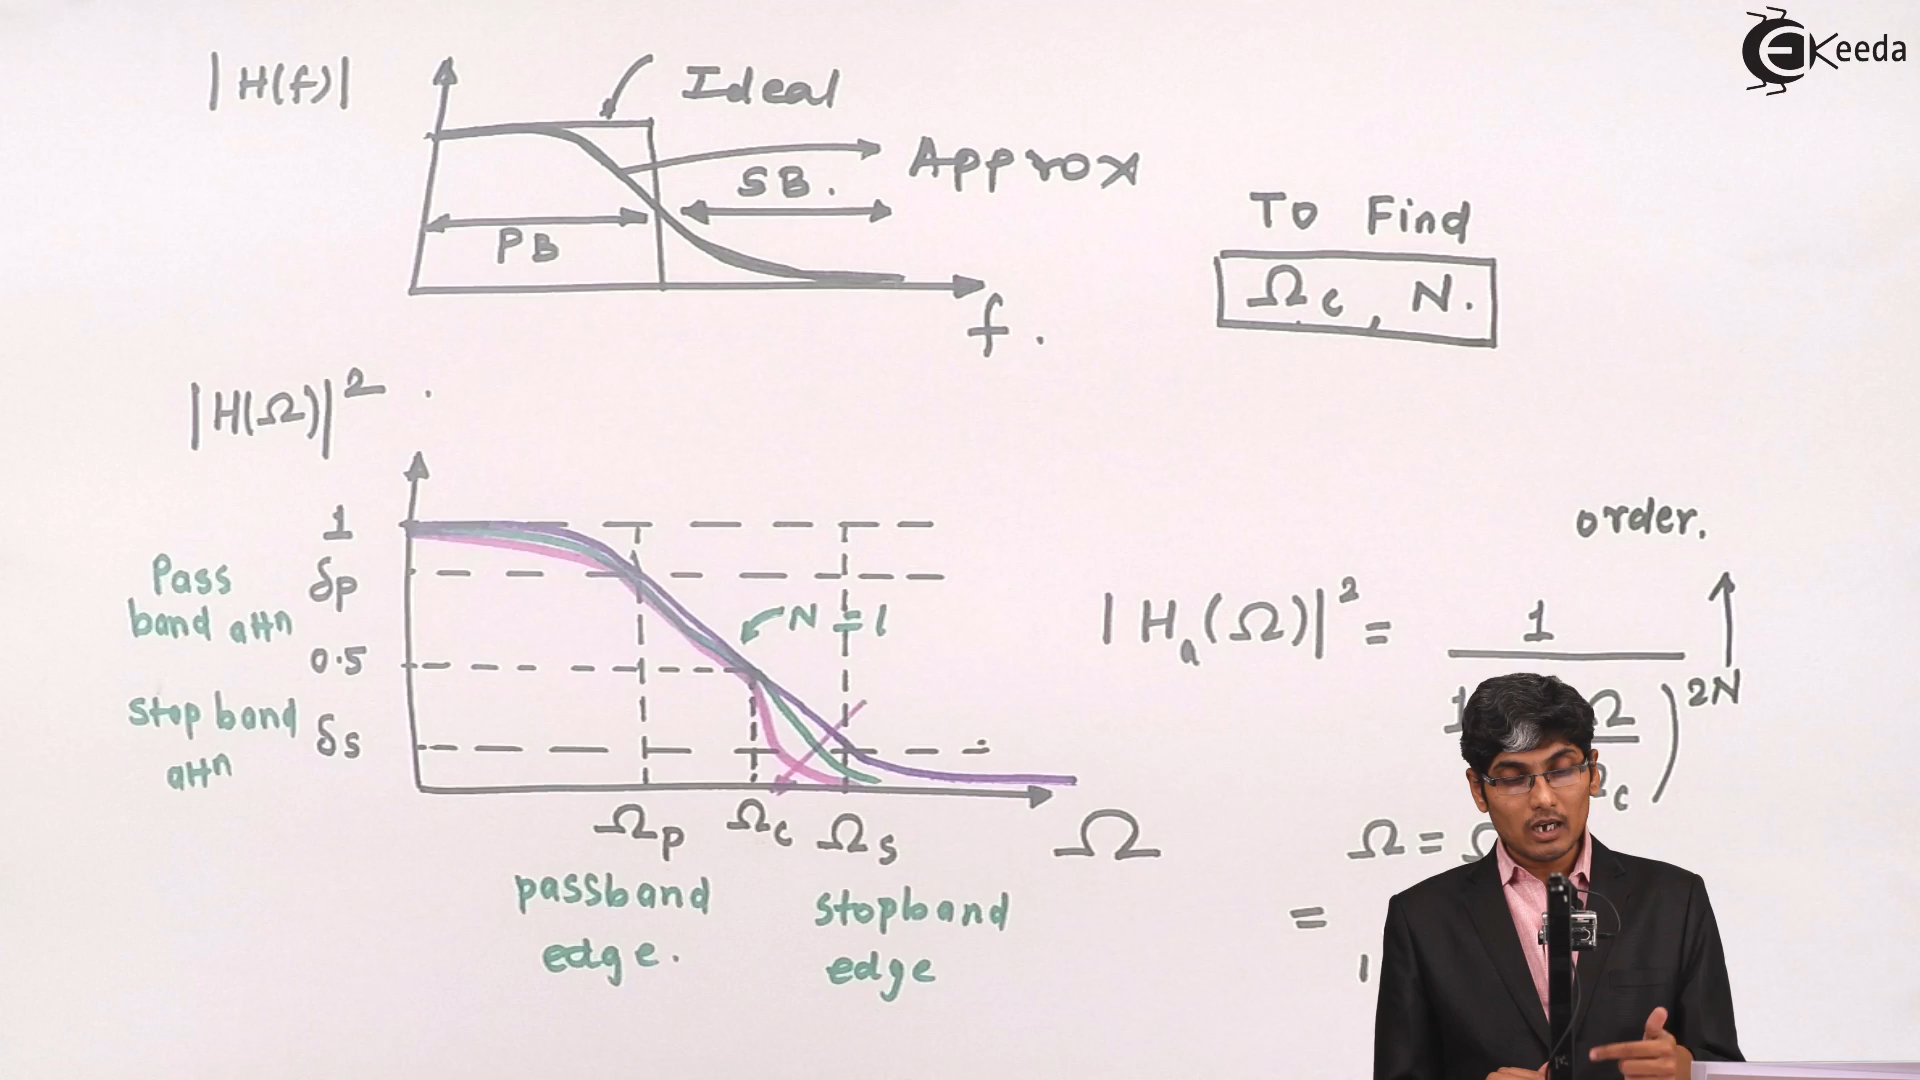 EKeeda
|H(f)|
Ideal
Approx
SB.
PB
f.
To Find
Ωc, N.
|H(Ω)|²
1
Pass
band attn
δp
0.5
stop band
attn
δs
N = 1
Ωp
Ωc
Ωs
Ω
passband
edge.
stopband
edge
order.
|Ha(Ω)|² =
1
2N
Ω
c
Ω =
=